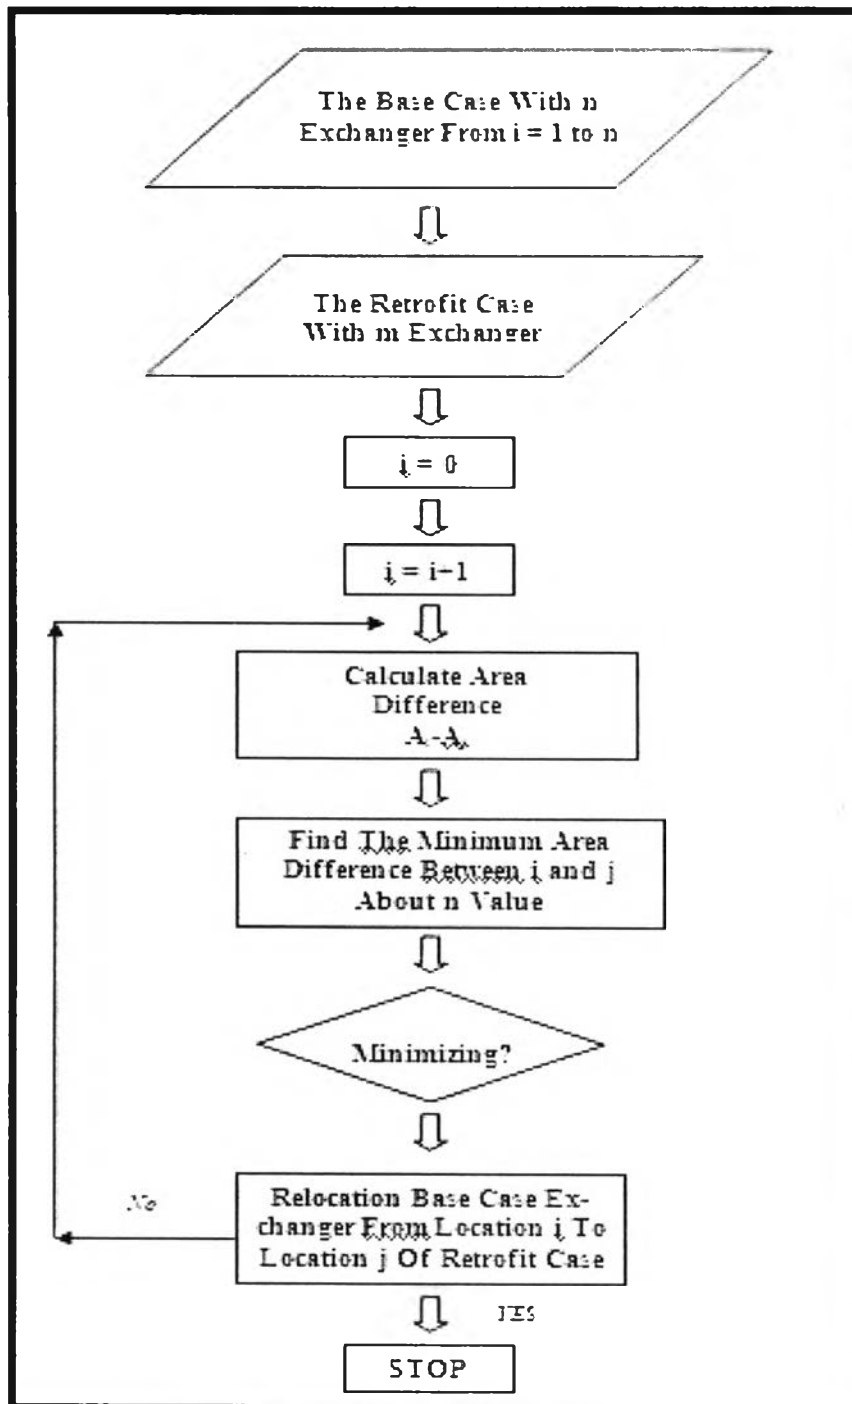 The Base Case With n
Exchanger From i = 1 to n
The Retrofit Case
With m Exchanger
i = 0
i = i+1
Calculate Area
Difference
Find The Minimum Area
Difference Between i and j
About n Value
Minimizing?
No
Relocation Base Case Ex-
changer From Location i To
Location j Of Retrofit Case
YES
STOP